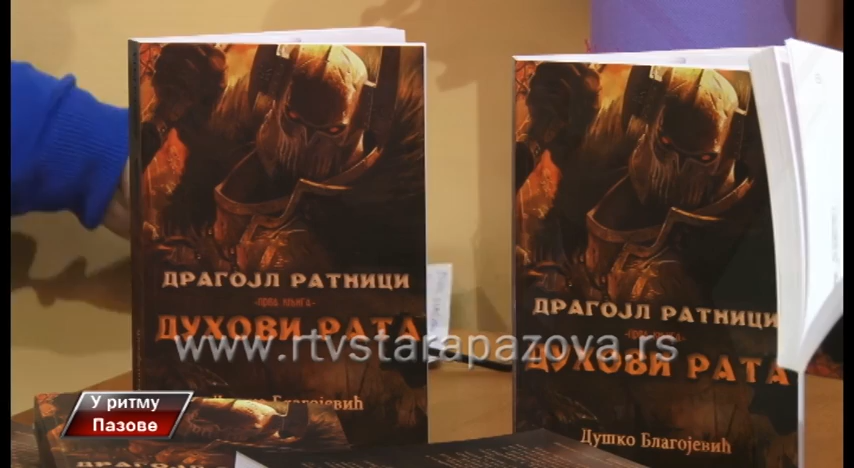 ДРАГОЈЛ РАТНИЦИ
-ПРВА КЊИГА-
ДУХОВИ РАТА
Душко Благојевић
ДРАГОЈЛ РАТНИЦИ
-ПРВА КЊИГА-
ДУХОВИ РАТА
Душко Благојевић
www.rtvstarapazova.rs
У ритму
Пазове